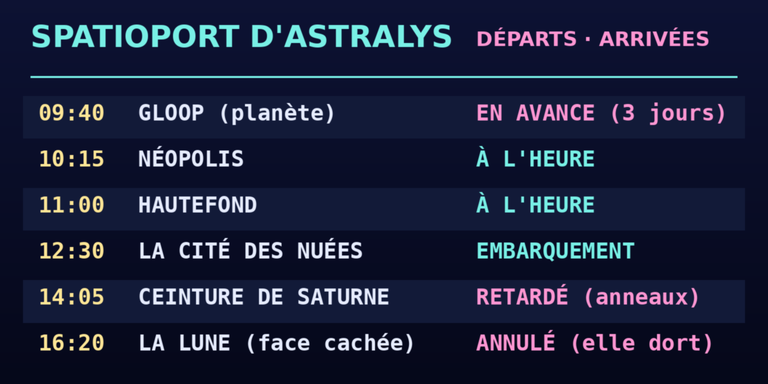 SPATIOPORT D'ASTRALYS DÉPARTS · ARRIVÉES
09:40 GLOOP (planète) EN AVANCE (3 jours)
10:15 NÉOPOLIS À L'HEURE
11:00 HAUTEFOND À L'HEURE
12:30 LA CITÉ DES NUÉES EMBARQUEMENT
14:05 CEINTURE DE SATURNE RETARDÉ (anneaux)
16:20 LA LUNE (face cachée) ANNULÉ (elle dort)